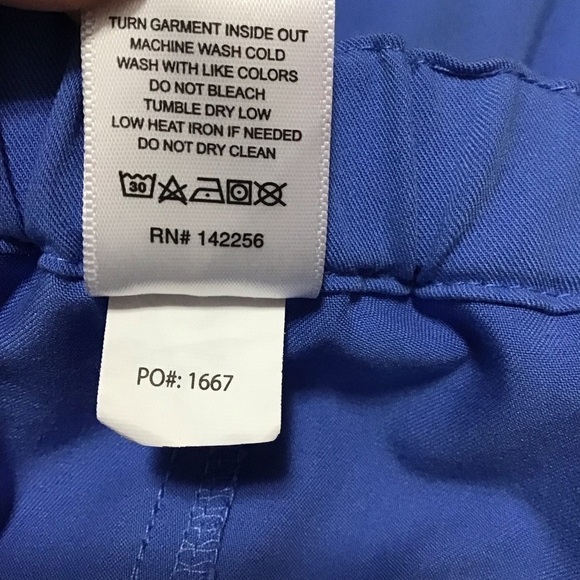 TURN GARMENT INSIDE OUT
MACHINE WASH COLD
WASH WITH LIKE COLORS
DO NOT BLEACH
TUMBLE DRY LOW
LOW HEAT IRON IF NEEDED
DO NOT DRY CLEAN
30
RN# 142256
PO#: 1667